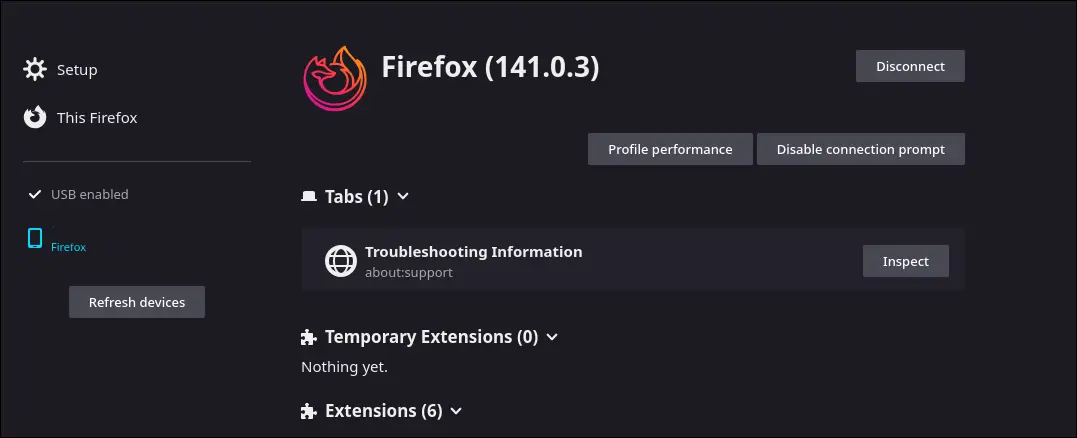 Setup
This Firefox
USB enabled
Firefox
Refresh devices
Firefox (141.0.3)
Disconnect
Profile performance
Disable connection prompt
Tabs (1)
Troubleshooting Information
about:support
Inspect
Temporary Extensions (0)
Nothing yet.
Extensions (6)